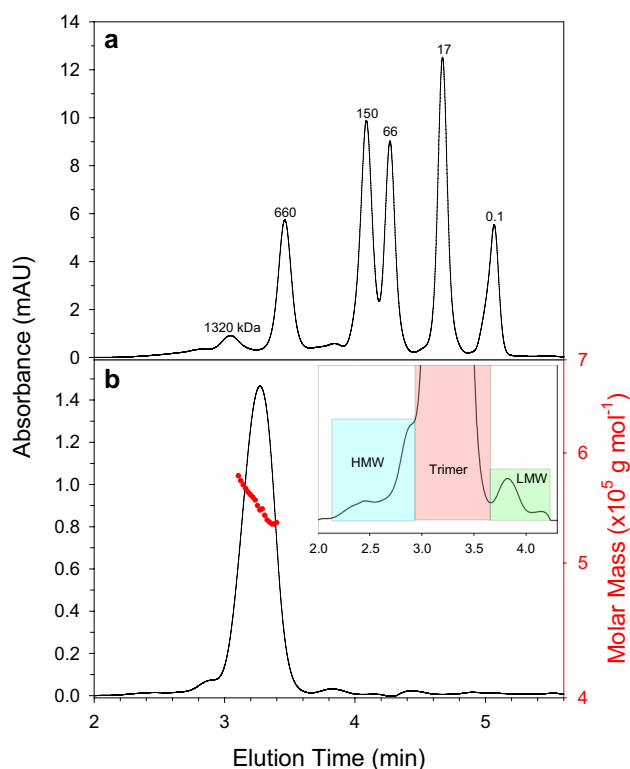 a
14
12
10
8
6
4
2
0
1320 kDa
660
150
66
17
0.1
Absorbance (mAU)
b
1.4
1.2
1.0
0.8
0.6
0.4
0.2
0.0
7
6
5
4
Molar Mass (x10⁵ g mol⁻¹)
HMW
Trimer
LMW
2.0 2.5 3.0 3.5 4.0
2 3 4 5
Elution Time (min)